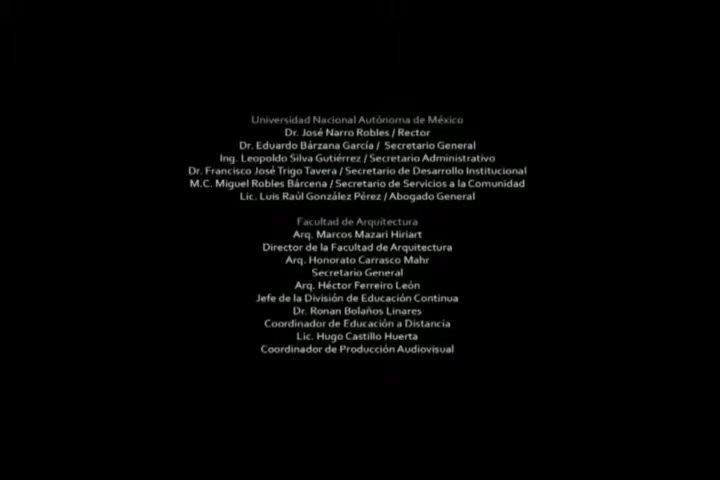 Universidad Nacional Autónoma de México
Dr. José Narro Robles / Rector
Dr. Eduardo Bárzana García / Secretario General
Ing. Leopoldo Silva Gutiérrez / Secretario Administrativo
Dr. Francisco José Trigo Tavera / Secretario de Desarrollo Institucional
M.C. Miguel Robles Bárcena / Secretario de Servicios a la Comunidad
Lic. Luis Raúl González Pérez / Abogado General
Facultad de Arquitectura
Arq. Marcos Mazari Hiriart
Director de la Facultad de Arquitectura
Arq. Honorato Carrasco Mahr
Secretario General
Arq. Héctor Ferreiro León
Jefe de la División de Educación Continua
Dr. Ronan Bolaños Linares
Coordinador de Educación a Distancia
Lic. Hugo Castillo Huerta
Coordinador de Producción Audiovisual